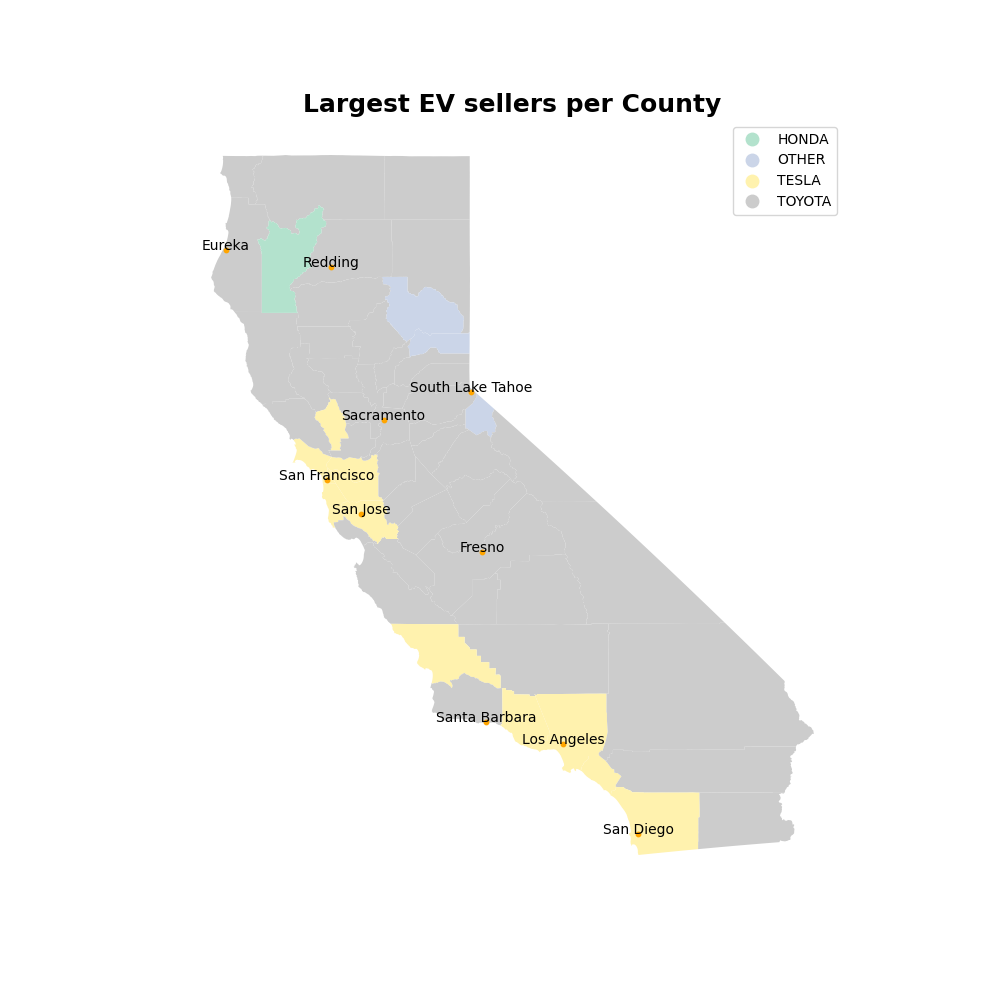 Largest EV sellers per County
HONDA
OTHER
TESLA
TOYOTA
Eureka
Redding
South Lake Tahoe
Sacramento
San Francisco
San Jose
Fresno
Santa Barbara
Los Angeles
San Diego